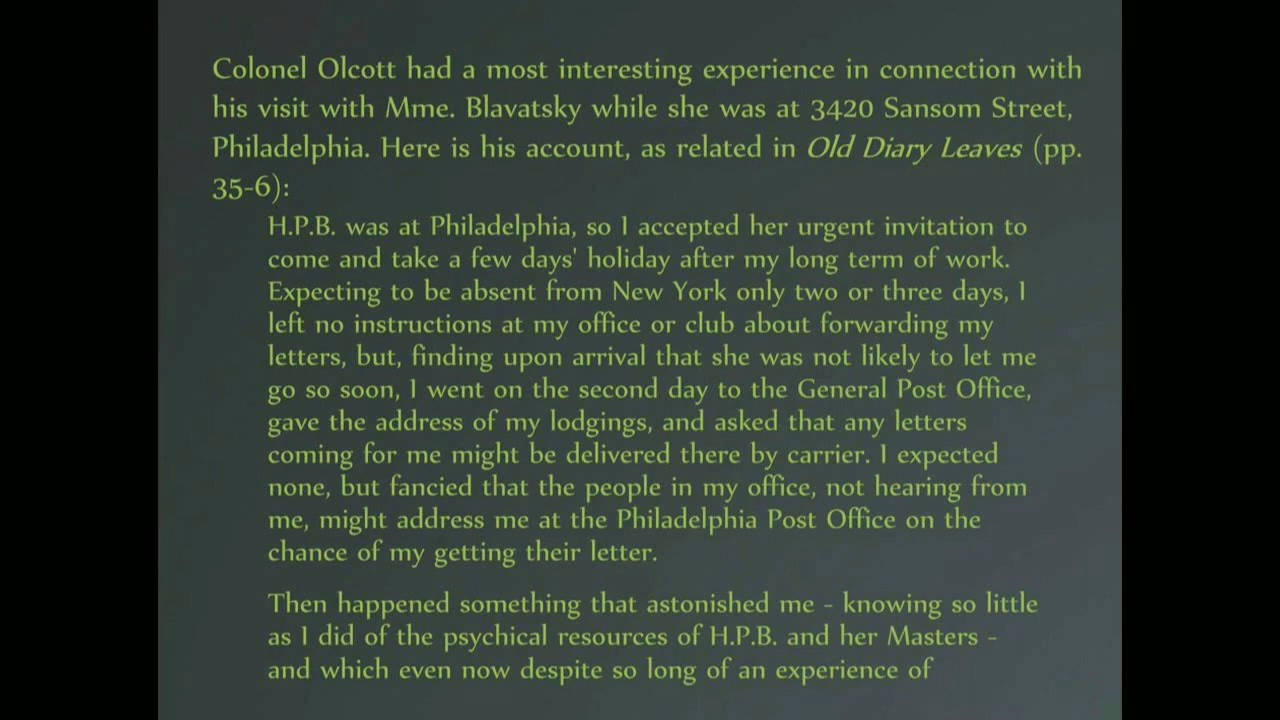 Colonel Olcott had a most interesting experience in connection with
his visit with Mme. Blavatsky while she was at 3420 Sansom Street,
Philadelphia. Here is his account, as related in Old Diary Leaves (pp.
35-6):
H.P.B. was at Philadelphia, so I accepted her urgent invitation to
come and take a few days' holiday after my long term of work.
Expecting to be absent from New York only two or three days, I
left no instructions at my office or club about forwarding my
letters, but, finding upon arrival that she was not likely to let me
go so soon, I went on the second day to the General Post Office,
gave the address of my lodgings, and asked that any letters
coming for me might be delivered there by carrier. I expected
none, but fancied that the people in my office, not hearing from
me, might address me at the Philadelphia Post Office on the
chance of my getting their letter.
Then happened something that astonished me - knowing so little
as I did of the psychical resources of H.P.B. and her Masters -
and which even now despite so long of an experience of